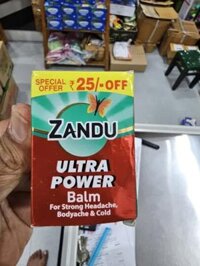 SPECIAL OFFER ₹25/-OFF
ZANDU
ULTRA
POWER
Balm
For Strong Headache,
Bodyache & Cold